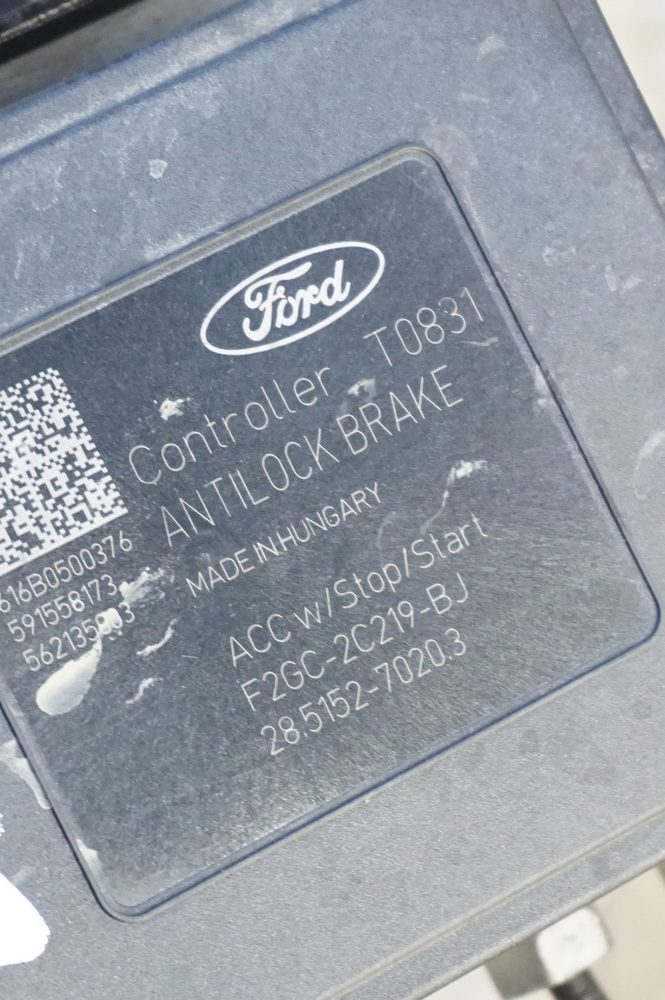 Ford
Controller T0831
ANTILOCK BRAKE
MADE IN HUNGARY
616B0500376
591558173
ACC w/Stop/Start
F2GC-2C219-BJ
28.5152-7020.3